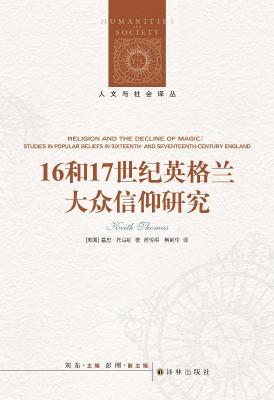 HUMANITIES
AND
SOCIETY
人文与社会译丛
RELIGION AND THE DECLINE OF MAGIC:
STUDIES IN POPULAR BELIEFS IN SIXTEENTH- AND SEVENTEENTH-CENTURY ENGLAND
16和17世纪英格兰
大众信仰研究
Keith Thomas
[英国] 基思·托马斯 著 芮传明 梅剑华 译
刘东·主编 彭刚·副主编
译林出版社